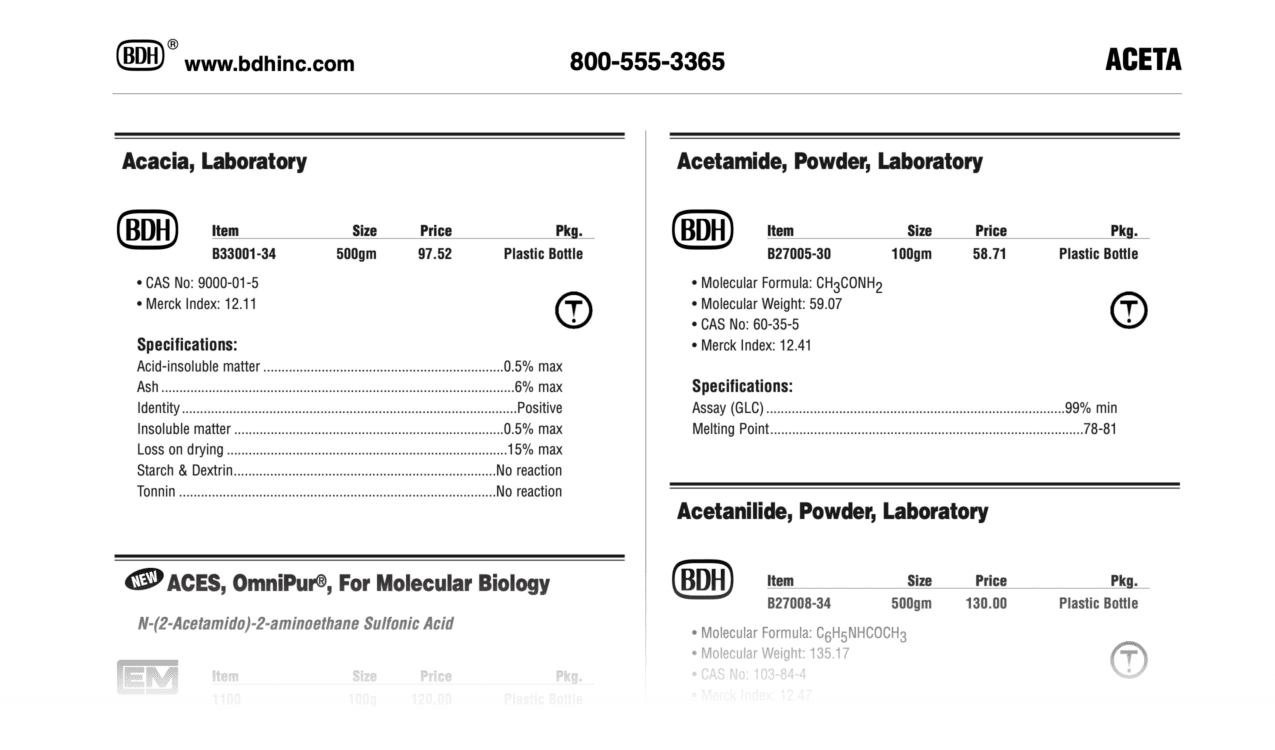 BDH ® www.bdhinc.com 800-555-3365 ACETA
Acacia, Laboratory
BDH
Item Size Price Pkg.
B33001-34 500gm 97.52 Plastic Bottle
• CAS No: 9000-01-5
• Merck Index: 12.11
T
Specifications:
Acid-insoluble matter ..................................................................0.5% max
Ash .................................................................................................6% max
Identity ............................................................................................Positive
Insoluble matter ..........................................................................0.5% max
Loss on drying .............................................................................15% max
Starch & Dextrin........................................................................No reaction
Tonnin .......................................................................................No reaction
NEW ACES, OmniPur®, For Molecular Biology
N-(2-Acetamido)-2-aminoethane Sulfonic Acid
EM
Item Size Price Pkg.
1100 100g 120.00 Plastic Bottle
Acetamide, Powder, Laboratory
BDH
Item Size Price Pkg.
B27005-30 100gm 58.71 Plastic Bottle
• Molecular Formula: CH3CONH2
• Molecular Weight: 59.07
• CAS No: 60-35-5
• Merck Index: 12.41
T
Specifications:
Assay (GLC) ..................................................................................99% min
Melting Point......................................................................................78-81
Acetanilide, Powder, Laboratory
BDH
Item Size Price Pkg.
B27008-34 500gm 130.00 Plastic Bottle
• Molecular Formula: C6H5NHCOCH3
• Molecular Weight: 135.17
• CAS No: 103-84-4
• Merck Index: 12.47
T